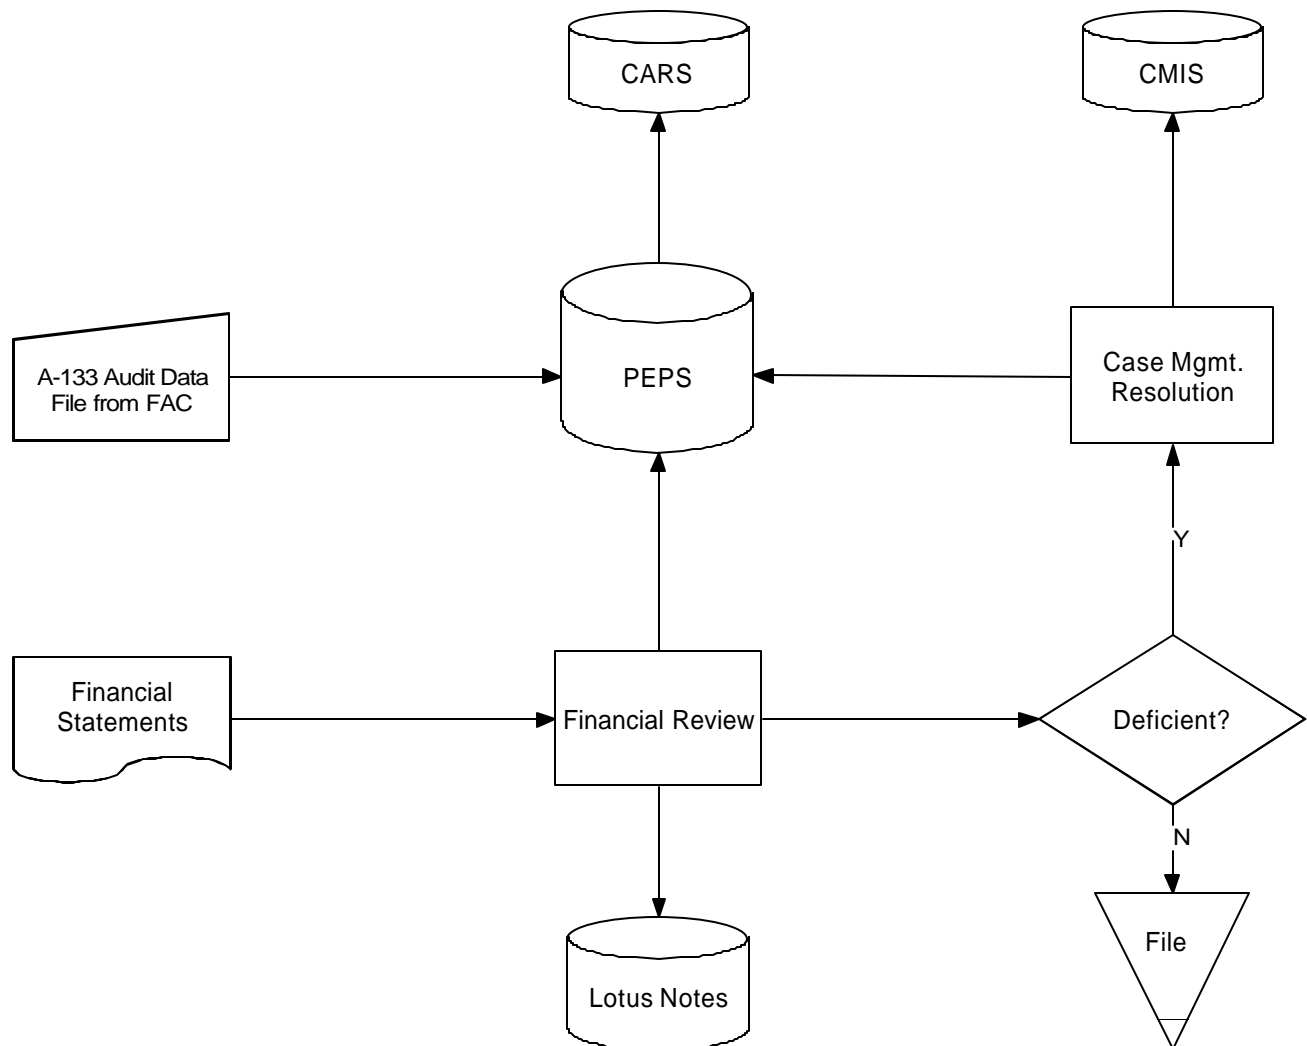 CARS
CMIS
A-133 Audit Data
File from FAC
PEPS
Case Mgmt.
Resolution
Y
Financial
Statements
Financial Review
Deficient?
N
File
Lotus Notes